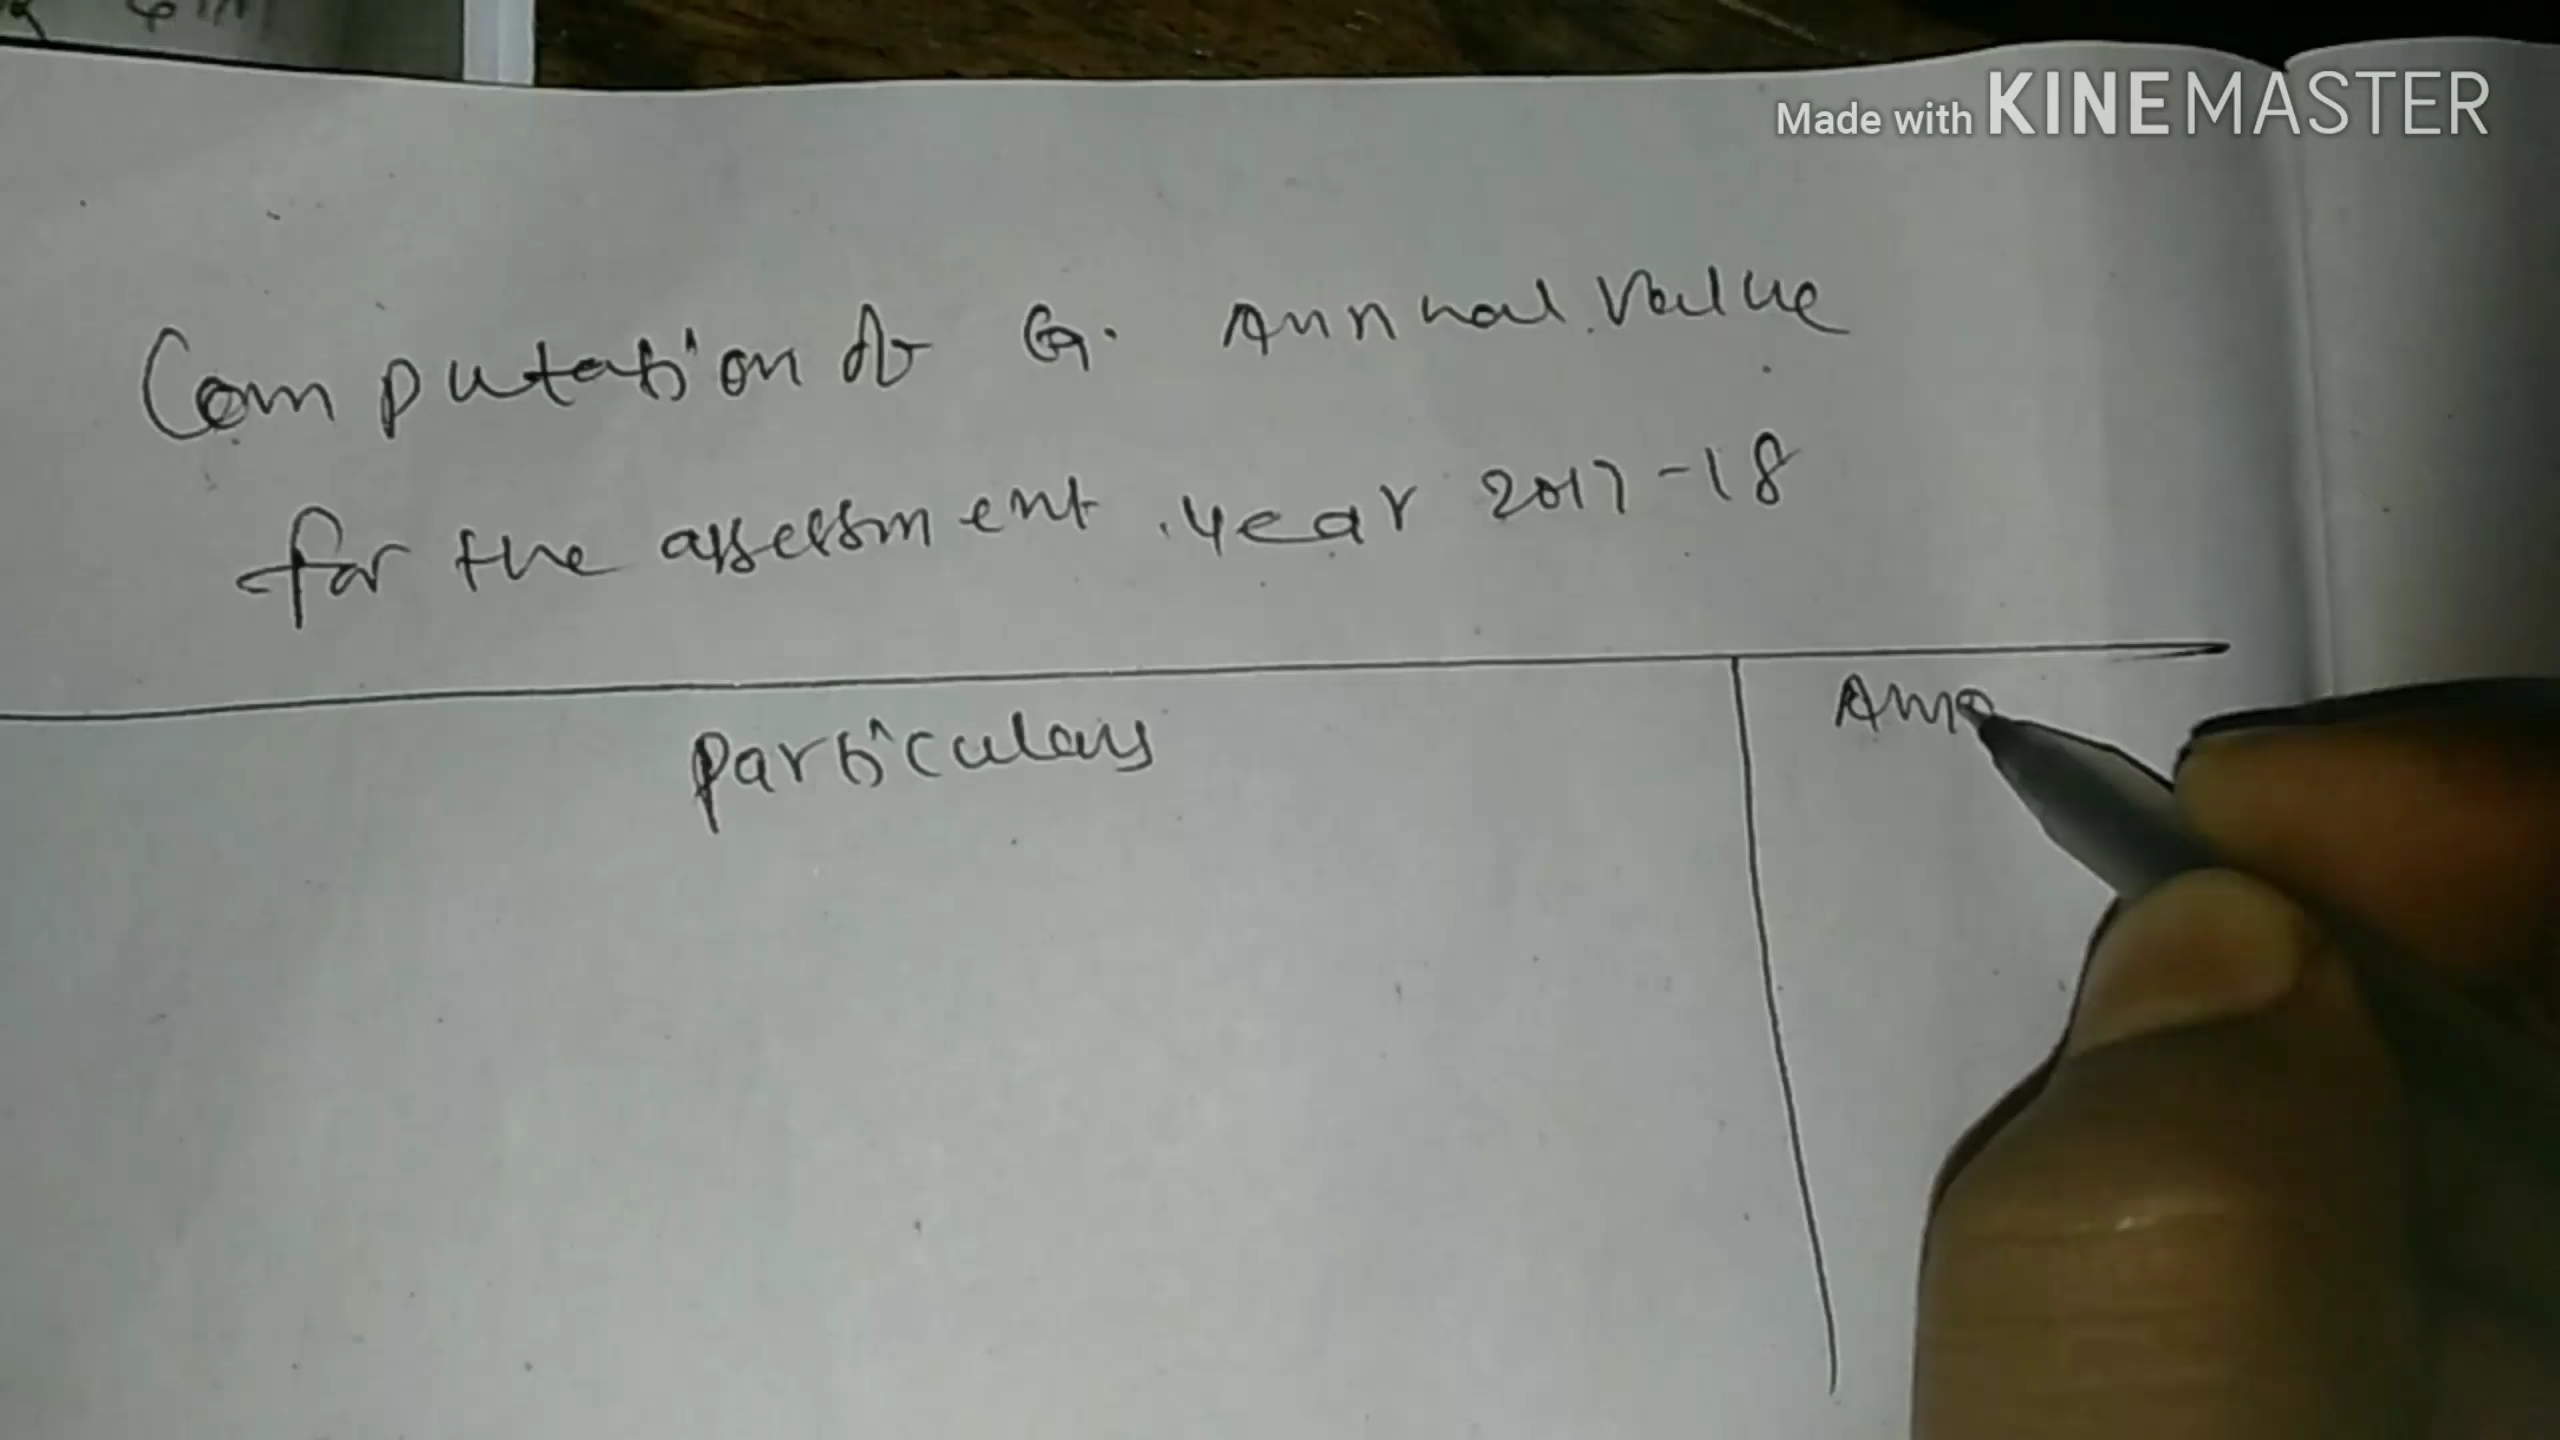 Made with KINEMASTER
Computation of G. Annual Value
for the assessment year 2017-18
particulars
Amo